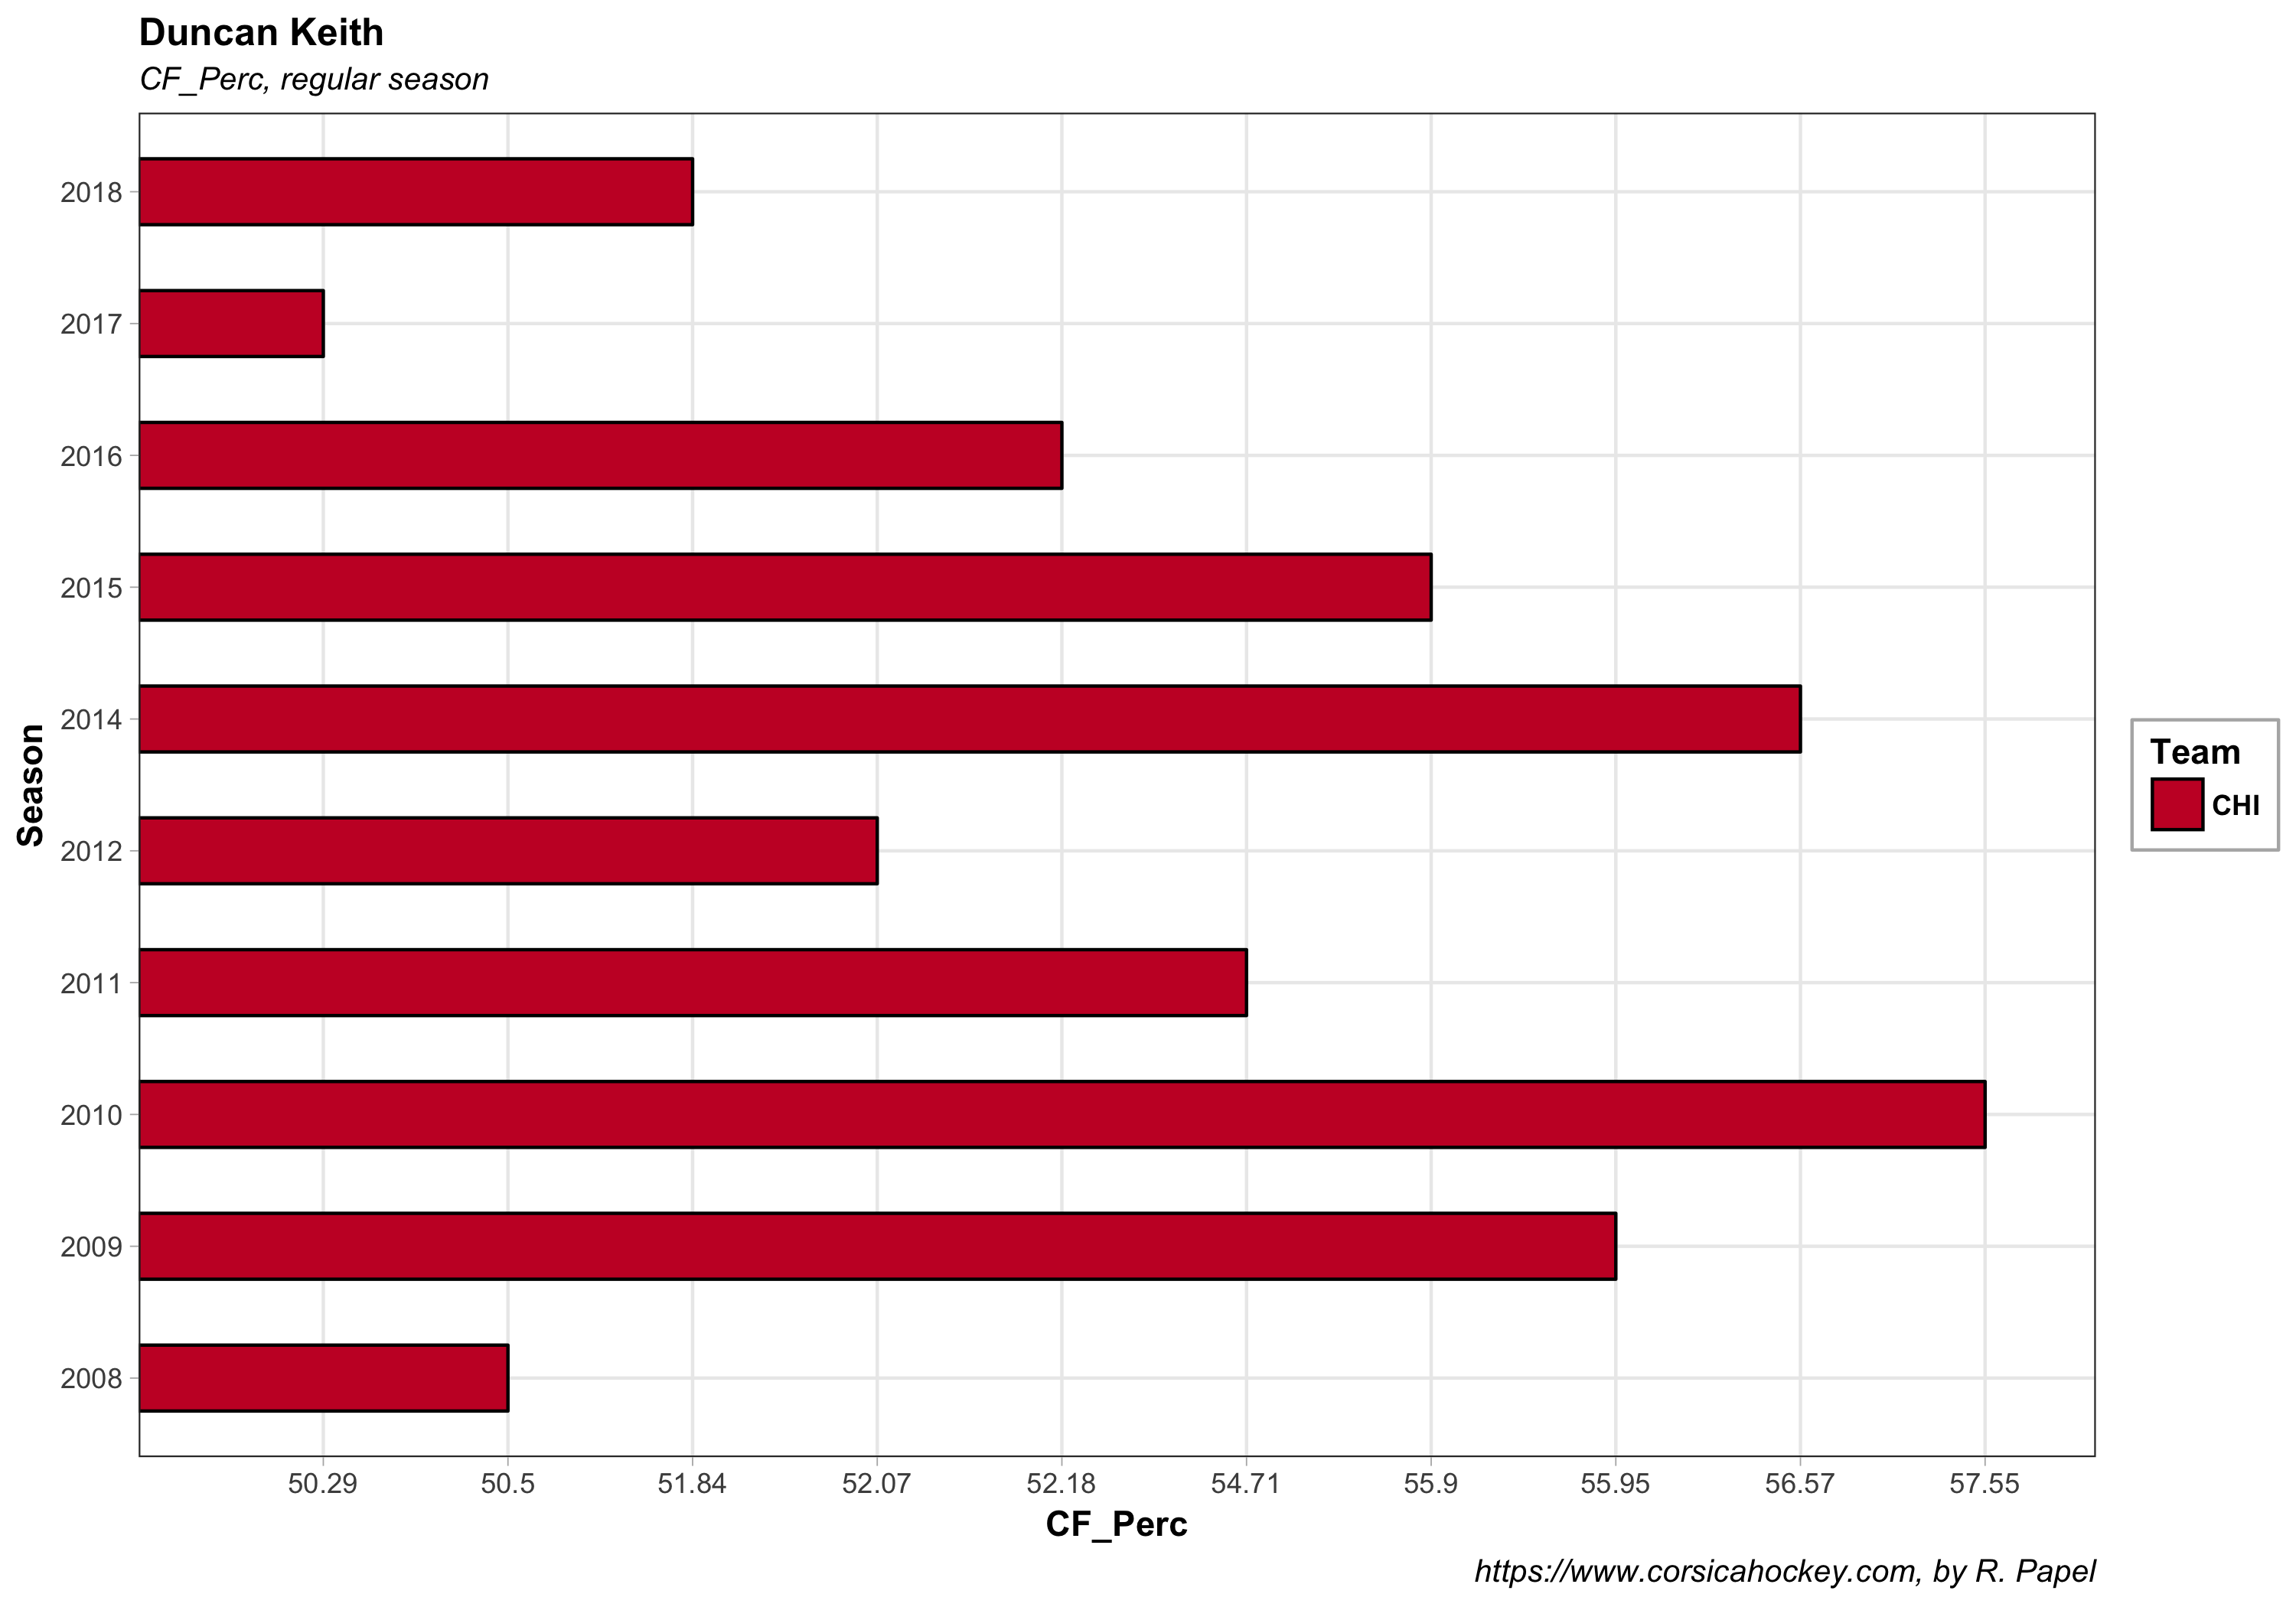 Duncan Keith
CF_Perc, regular season
2018
2017
2016
2015
2014
2012
2011
2010
2009
2008
Season
50.29 50.5 51.84 52.07 52.18 54.71 55.9 55.95 56.57 57.55
CF_Perc
Team
CHI
https://www.corsicahockey.com, by R. Papel